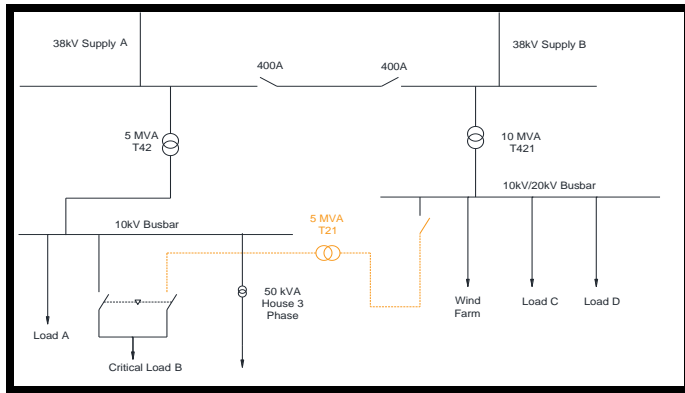 38kV Supply A
38kV Supply B
400A
400A
5 MVA
T42
10 MVA
T421
10kV/20kV Busbar
10kV Busbar
5 MVA
T21
50 kVA
House 3
Phase
Wind
Farm
Load C
Load D
Load A
Critical Load B